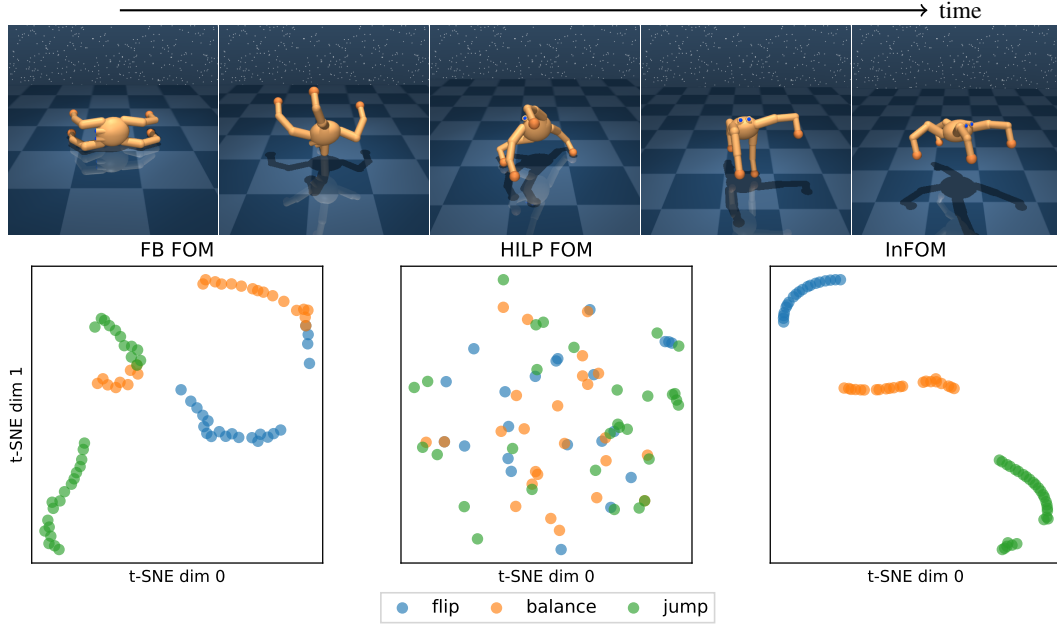 time
FB FOM
HILP FOM
InFOM
t-SNE dim 1
t-SNE dim 0
t-SNE dim 0
t-SNE dim 0
flip
balance
jump